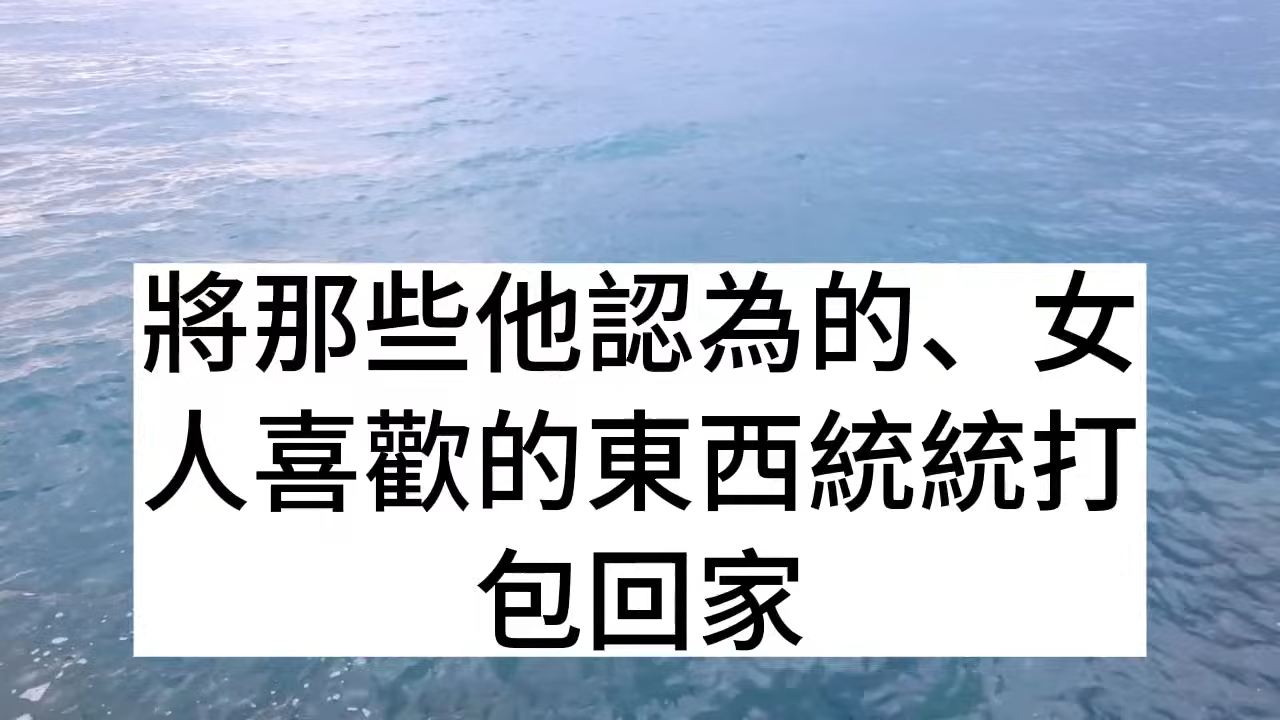 將那些他認為的、女
人喜歡的東西統統打
包回家